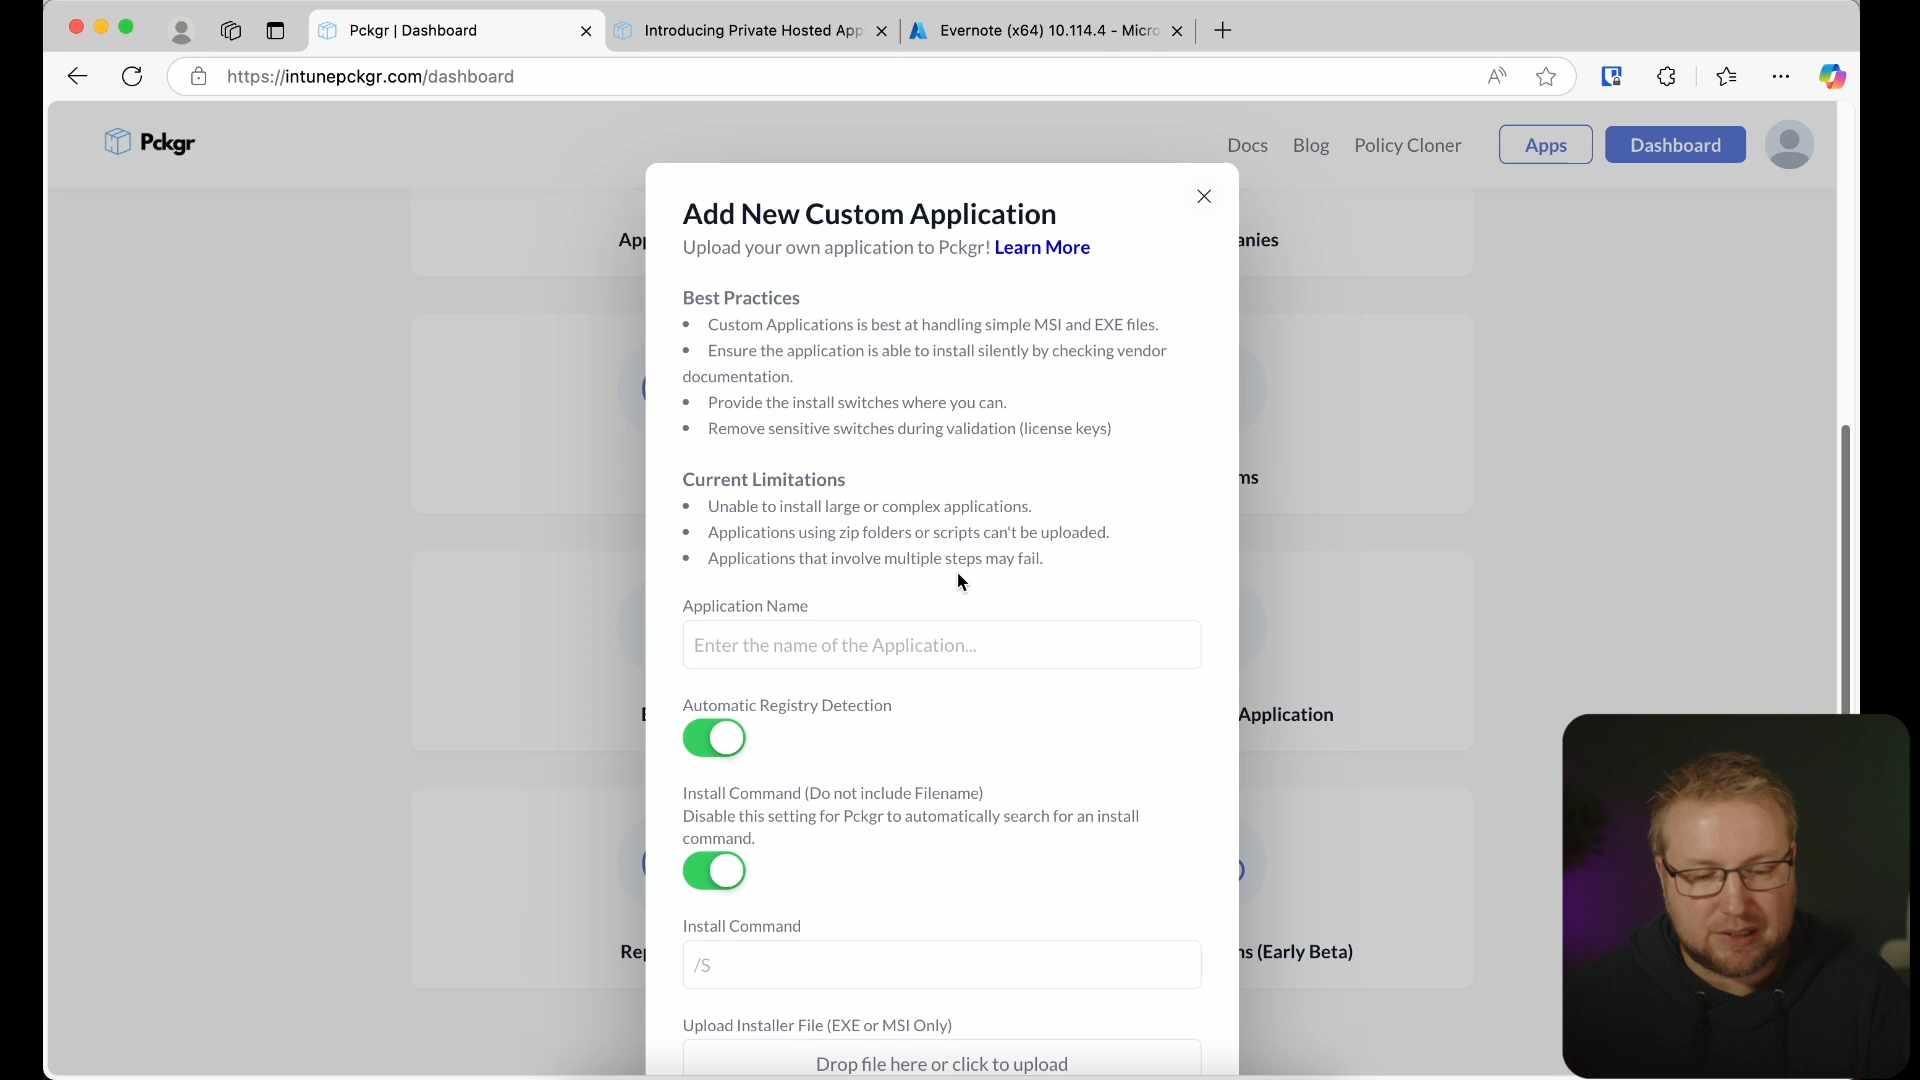 Pckgr | Dashboard
Introducing Private Hosted App
Evernote (x64) 10.114.4 - Micro
https://intunepckgr.com/dashboard
Pckgr
Docs
Blog
Policy Cloner
Apps
Dashboard
Add New Custom Application
Upload your own application to Pckgr! Learn More
App
anies
Best Practices
• Custom Applications is best at handling simple MSI and EXE files.
• Ensure the application is able to install silently by checking vendor
documentation.
• Provide the install switches where you can.
• Remove sensitive switches during validation (license keys)
Current Limitations
ms
• Unable to install large or complex applications.
• Applications using zip folders or scripts can't be uploaded.
• Applications that involve multiple steps may fail.
Application Name
Enter the name of the Application...
Automatic Registry Detection
Application
Install Command (Do not include Filename)
Disable this setting for Pckgr to automatically search for an install
command.
Install Command
Rep
ns (Early Beta)
/S
Upload Installer File (EXE or MSI Only)
Drop file here or click to upload